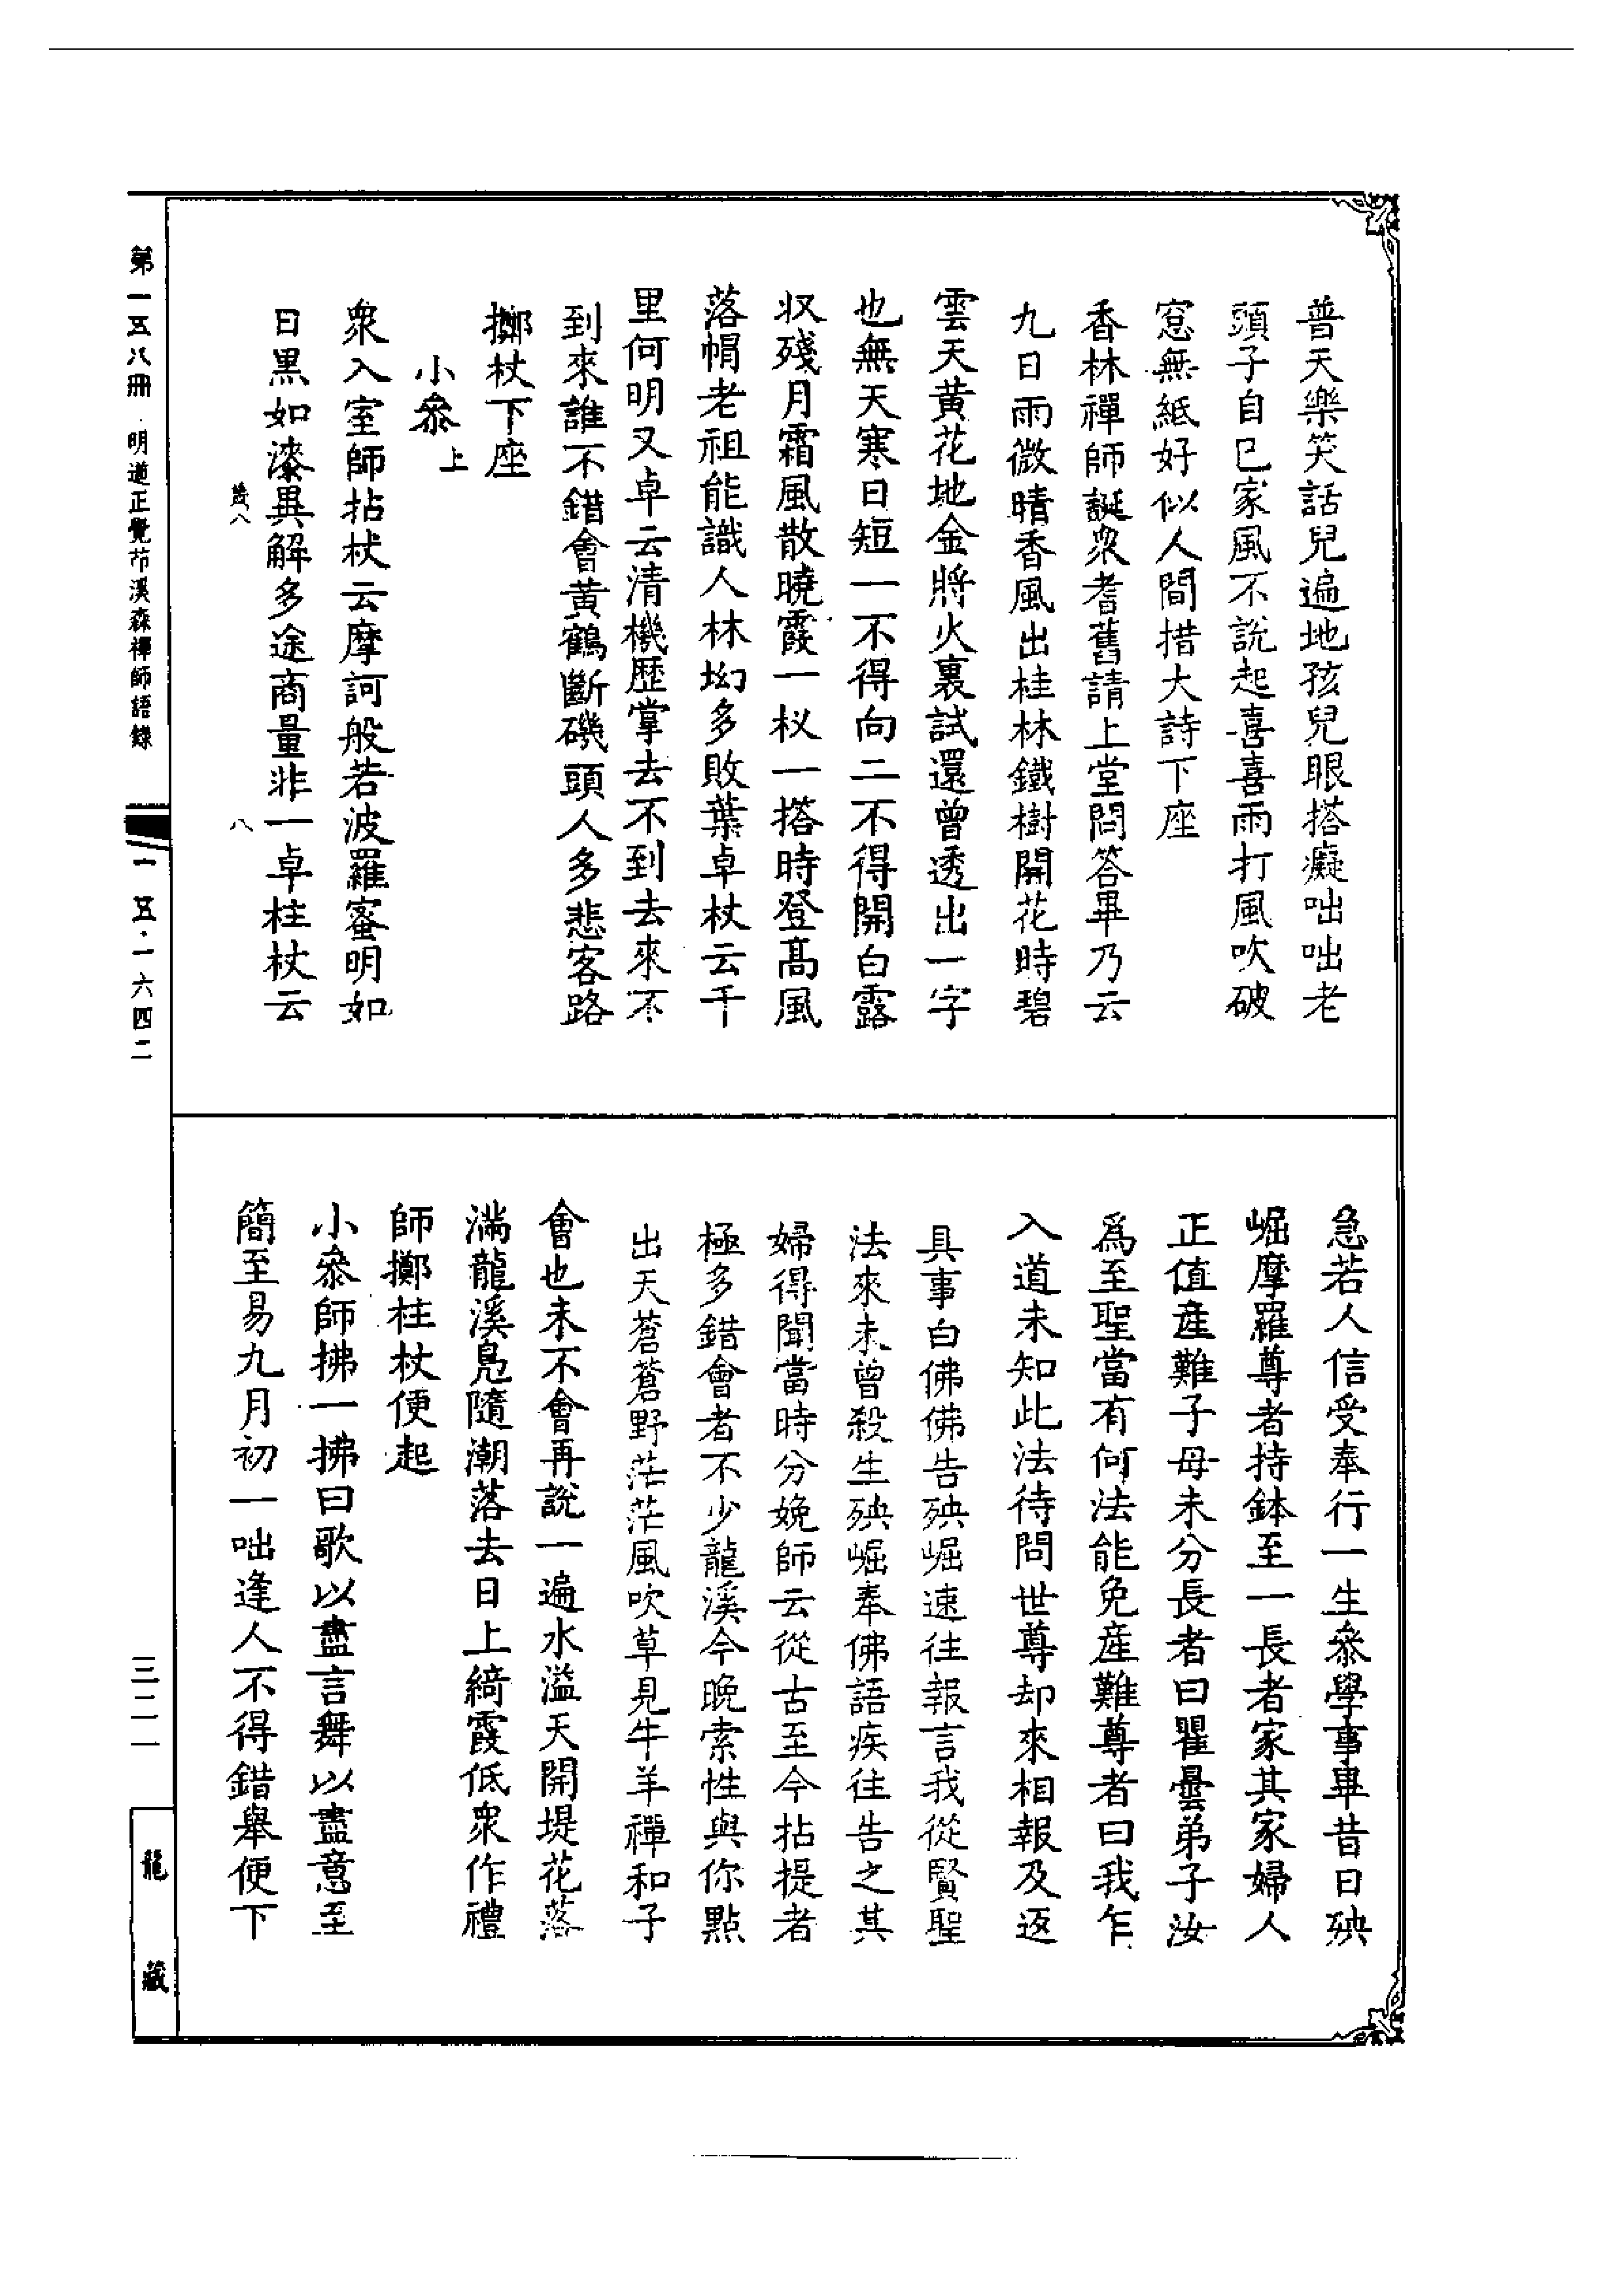 普天樂笑話兒遍地孩兒眼搭癡咄咄老
頭子自巳家風不說起喜喜雨打風吹破
窓無紙好似人間措大詩下座
香林禪師誕衆耆舊請上堂問答畢乃云
九日雨微晴香風出桂林鐵樹開花時碧
雲天黃花地金將火裏試還曾透出一字
也無天寒日短一不得向二不得開白露
収殘月霜風散曉霞一杈一搭時登髙風
落帽老祖能識人林㘭多敗葉卓杖云千
里何明又卓云清機歷掌去不到去來不
到來誰不錯會黃鶴斷磯頭人多悲客路
擲杖下座
小叅上
衆入室師拈杖云摩訶般若波羅蜜明如
日黑如漆異解多途商量非一卓柱杖云
急若人信受奉行一生叅學事畢昔日殃
崛摩羅尊者持鉢至一長者家其家婦人
正值產難子母未分長者曰瞿曇弟子汝
爲至聖當有何法能免產難尊者曰我乍
入道未知此法待問世尊却來相報及返
具事白佛佛告殃崛速往報言我從賢聖
法來未曾殺生殃崛奉佛語疾往告之其
婦得聞當時分娩師云從古至今拈提者
極多錯會者不少龍溪今晚索性與你點
出天蒼蒼野茫茫風吹草見牛羊禪和子
會也未不會再說一遍水溢天開堤花落
滿龍溪凫隨潮落去日上綺霞低衆作禮
師擲柱杖便起
小叅師拂一拂曰歌以盡言舞以盡意至
簡至易九月初一咄逢人不得錯舉便下
第一五八冊 明道正覺茆溪森禪師語錄
八
一五·一六四二
三二一
龍藏